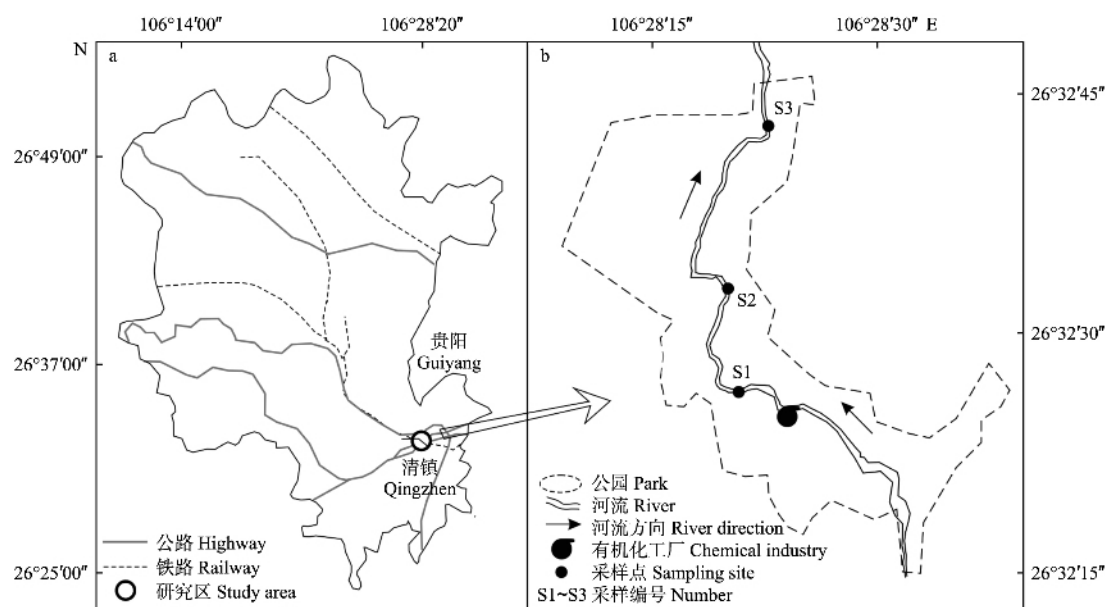 106°14′00″
106°28′20″
106°28′15″
106°28′30″ E
N
a
b
26°49′00″
26°37′00″
26°25′00″
26°32′45″
26°32′30″
26°32′15″
贵阳
Guiyang
清镇
Qingzhen
S3
S2
S1
公路 Highway
铁路 Railway
研究区 Study area
公园 Park
河流 River
河流方向 River direction
有机化工厂 Chemical industry
采样点 Sampling site
S1~S3 采样编号 Number